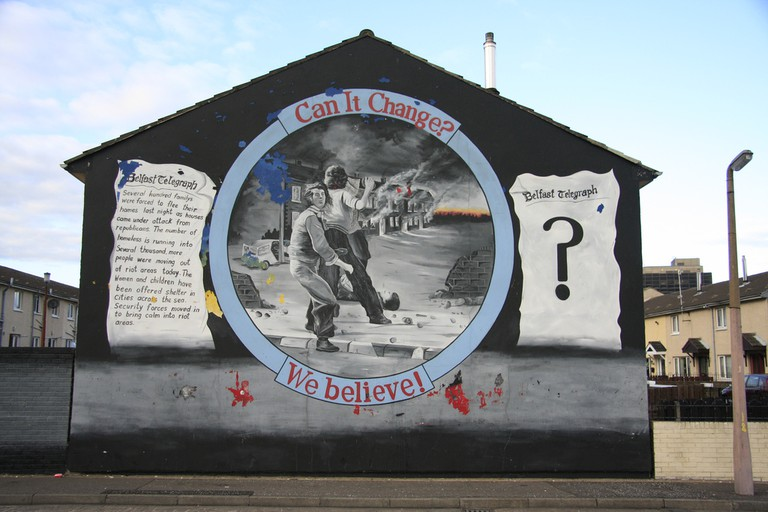 Can It Change?
Belfast Telegraph
Several hundred familys
were forced to flee their
homes last night as houses
came under attack from
republicans. The number of
homeless is running into
Several thousand, more
people were moving out
of riot areas today. The
Women and children have
been offered shelter in
cities across the sea.
Security forces moved in
to bring calm into riot
areas.
Belfast Telegraph
?
We believe!